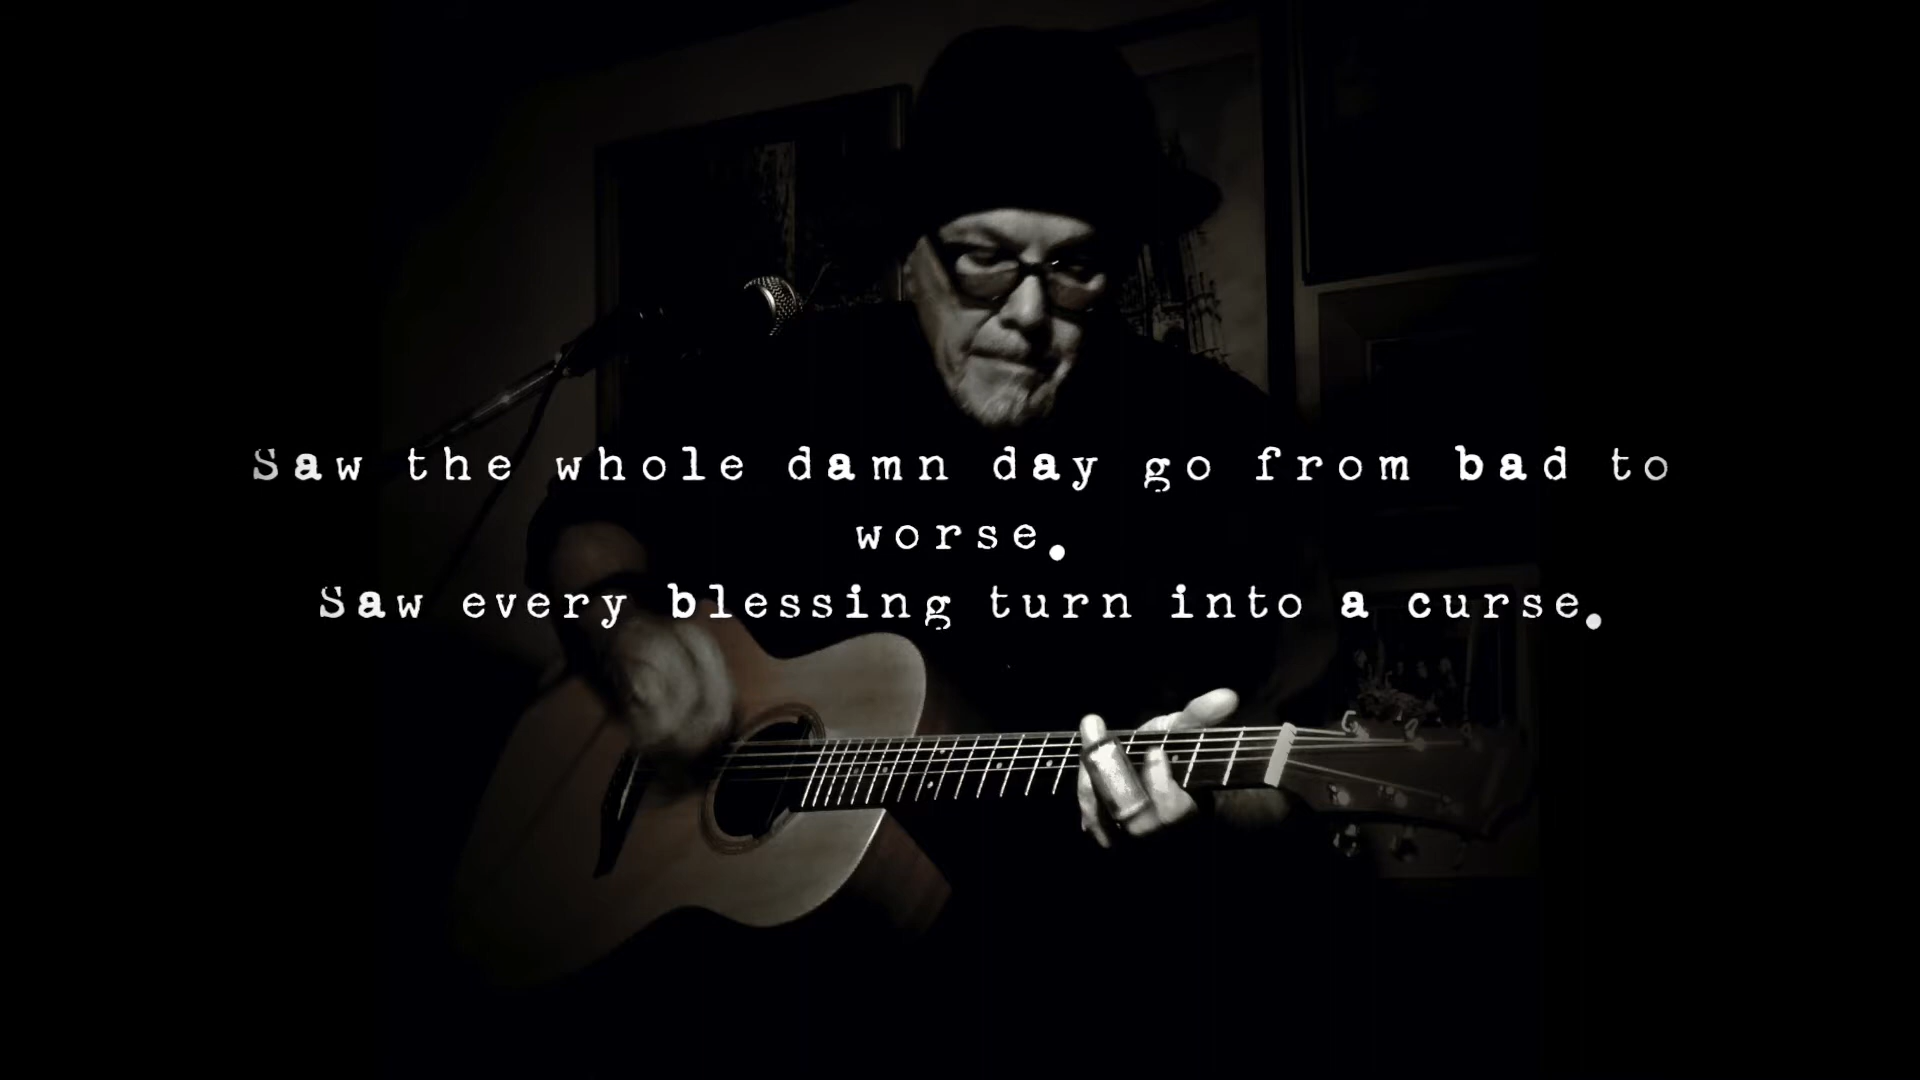 Saw the whole damn day go from bad to
worse.
Saw every blessing turn into a curse.